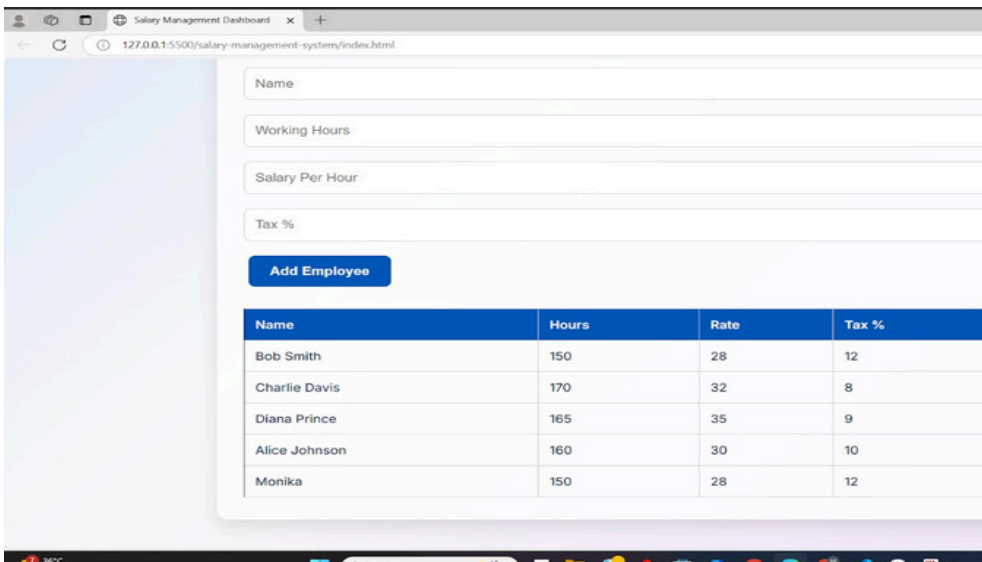 Salary Management Dashboard
127.0.0.1:5500/salary-management-system/index.html
Name
Working Hours
Salary Per Hour
Tax %
Add Employee
Name Hours Rate Tax %
Bob Smith 150 28 12
Charlie Davis 170 32 8
Diana Prince 165 35 9
Alice Johnson 160 30 10
Monika 150 28 12